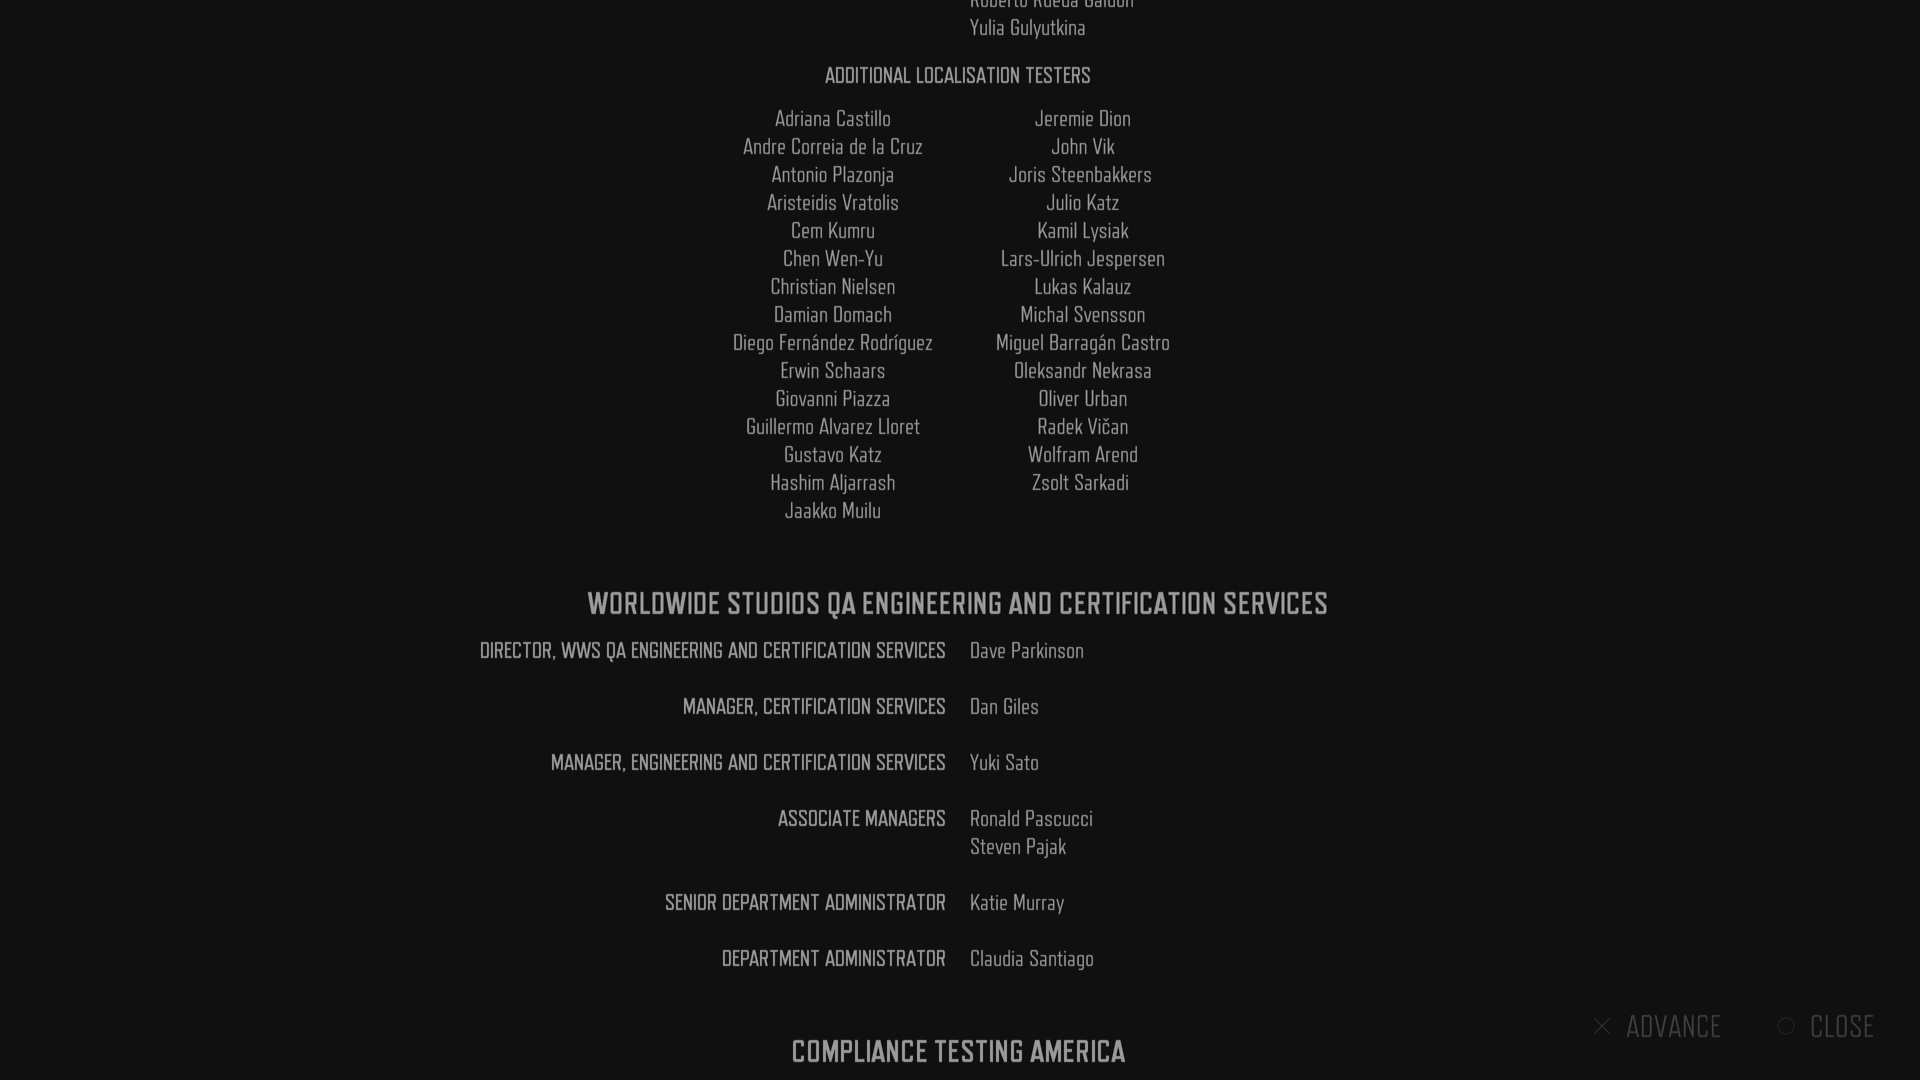 Yulia Gulyutkina
ADDITIONAL LOCALISATION TESTERS
Adriana Castillo
Andre Correia de la Cruz
Antonio Plazonja
Aristeidis Vratolis
Cem Kumru
Chen Wen-Yu
Christian Nielsen
Damian Domach
Diego Fernández Rodríguez
Erwin Schaars
Giovanni Piazza
Guillermo Alvarez Lloret
Gustavo Katz
Hashim Aljarrash
Jaakko Muilu
Jeremie Dion
John Vik
Joris Steenbakkers
Julio Katz
Kamil Lysiak
Lars-Ulrich Jespersen
Lukas Kalauz
Michal Svensson
Miguel Barragán Castro
Oleksandr Nekrasa
Oliver Urban
Radek Vičan
Wolfram Arend
Zsolt Sarkadi
WORLDWIDE STUDIOS QA ENGINEERING AND CERTIFICATION SERVICES
DIRECTOR, WWS QA ENGINEERING AND CERTIFICATION SERVICES Dave Parkinson
MANAGER, CERTIFICATION SERVICES Dan Giles
MANAGER, ENGINEERING AND CERTIFICATION SERVICES Yuki Sato
ASSOCIATE MANAGERS Ronald Pascucci
Steven Pajak
SENIOR DEPARTMENT ADMINISTRATOR Katie Murray
DEPARTMENT ADMINISTRATOR Claudia Santiago
COMPLIANCE TESTING AMERICA
ADVANCE
CLOSE